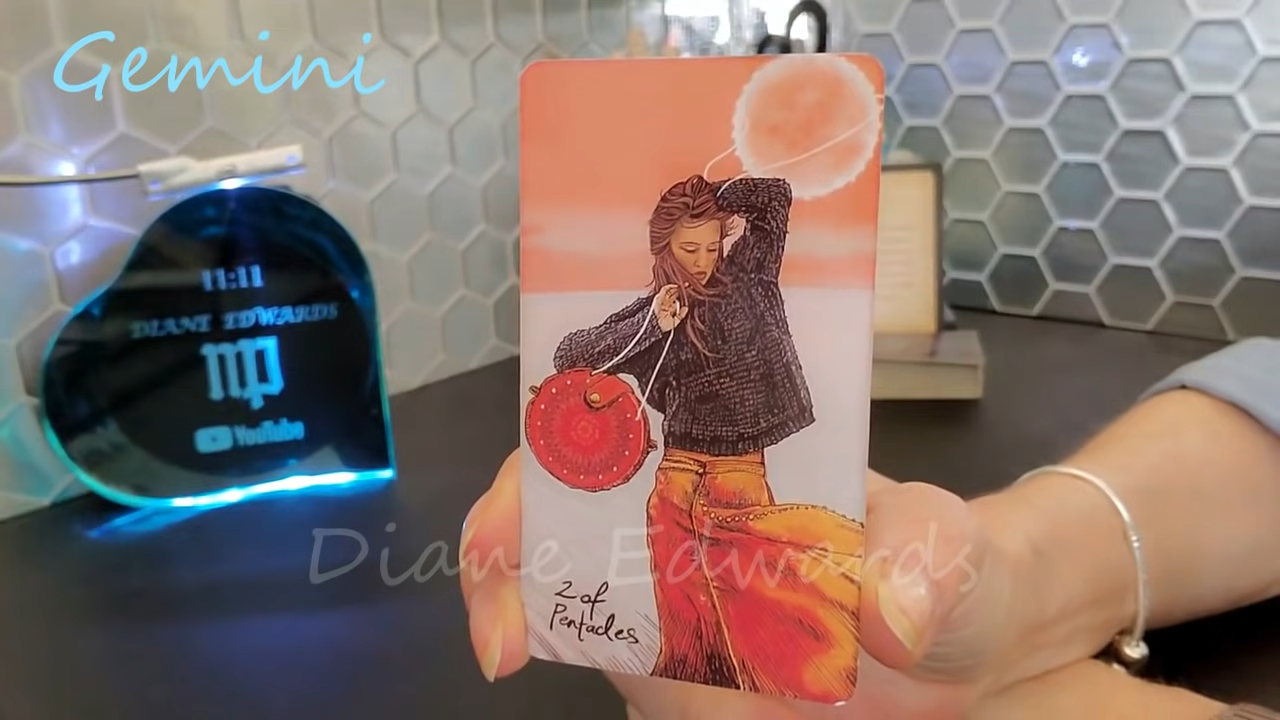 Gemini
11:11
DIANE EDWARDS
YouTube
Diane Edwards
2 of
Pentacles